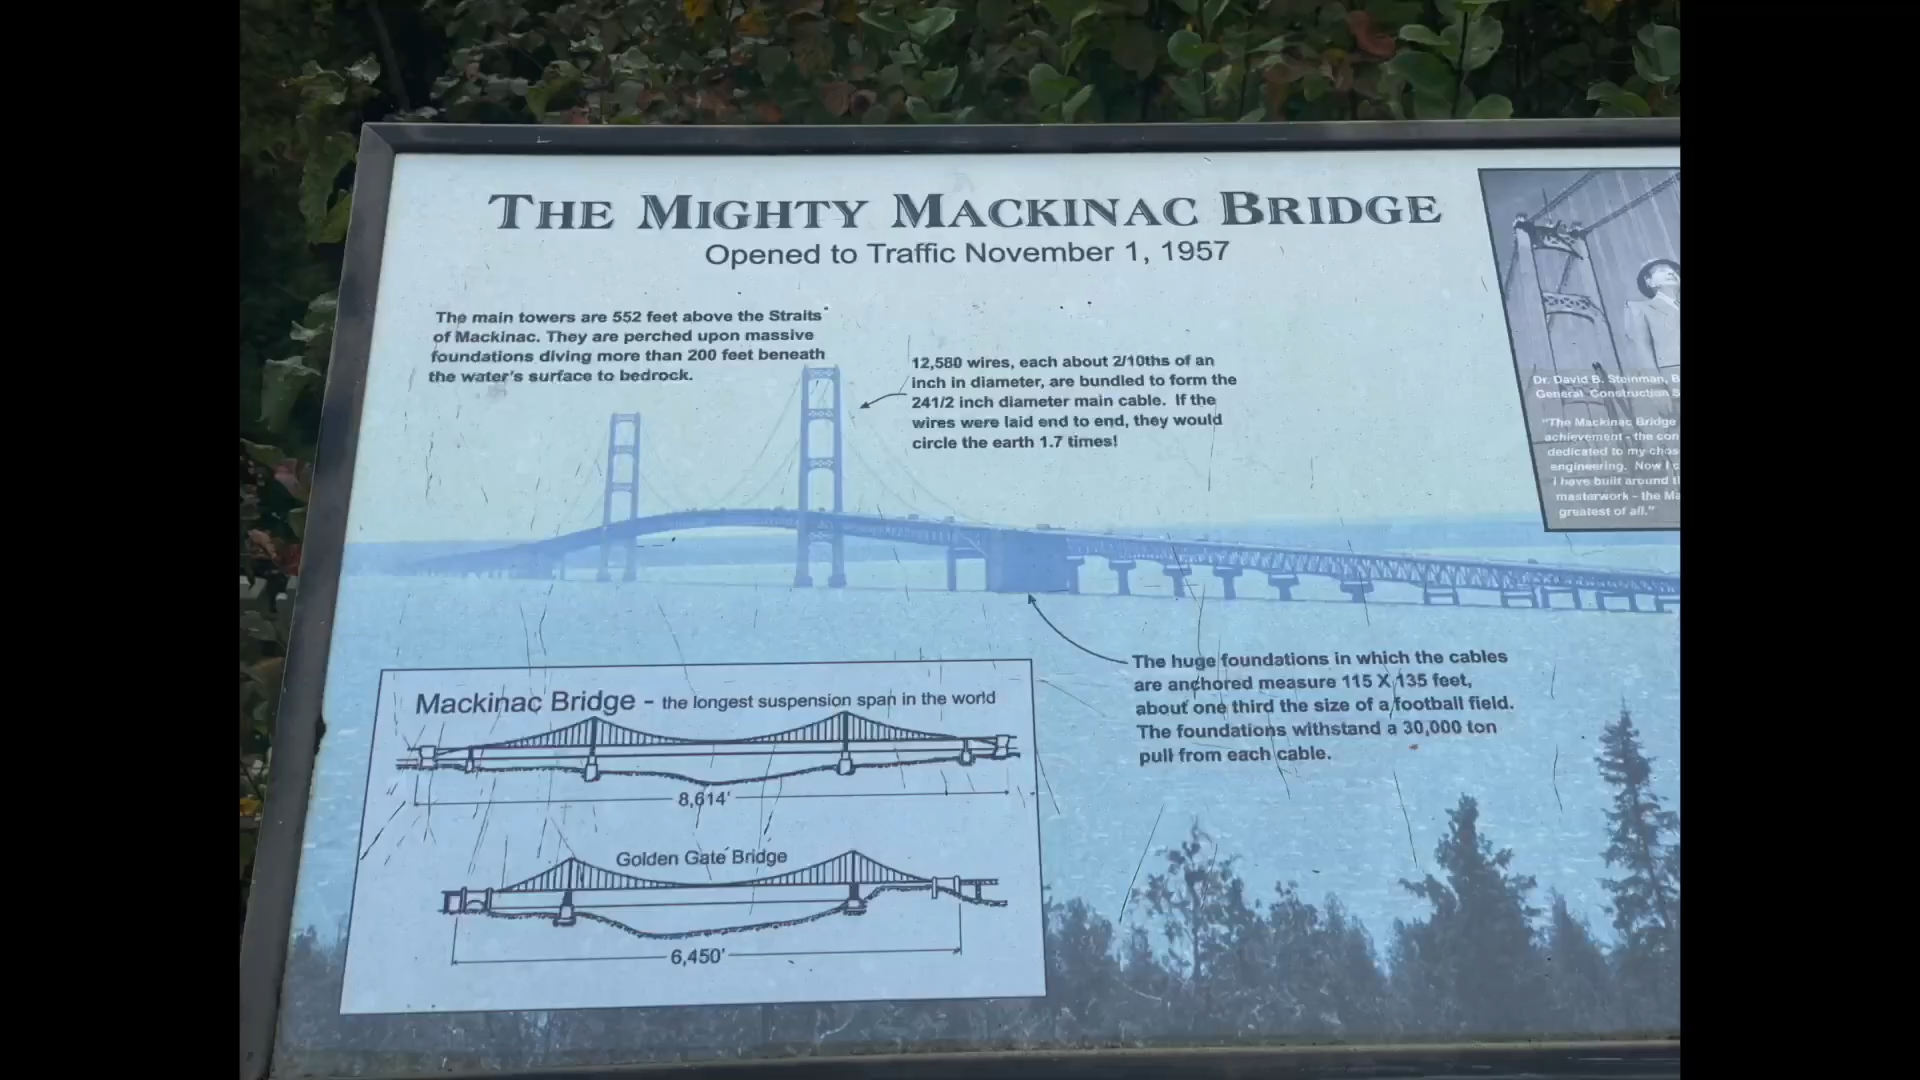 THE MIGHTY MACKINAC BRIDGE
Opened to Traffic November 1, 1957
The main towers are 552 feet above the Straits
of Mackinac. They are perched upon massive
foundations diving more than 200 feet beneath
the water's surface to bedrock.
12,580 wires, each about 2/10ths of an
inch in diameter, are bundled to form the
241/2 inch diameter main cable. If the
wires were laid end to end, they would
circle the earth 1.7 times!
Dr. David B. Steinman, B
General Construction S
"The Mackinac Bridge
achievement - the con
dedicated to my chos
engineering. Now I c
I have built around t
masterwork - the Ma
greatest of all."
The huge foundations in which the cables
are anchored measure 115 X 135 feet,
about one third the size of a football field.
The foundations withstand a 30,000 ton
pull from each cable.
Mackinac Bridge - the longest suspension span in the world
8,614'
Golden Gate Bridge
6,450'